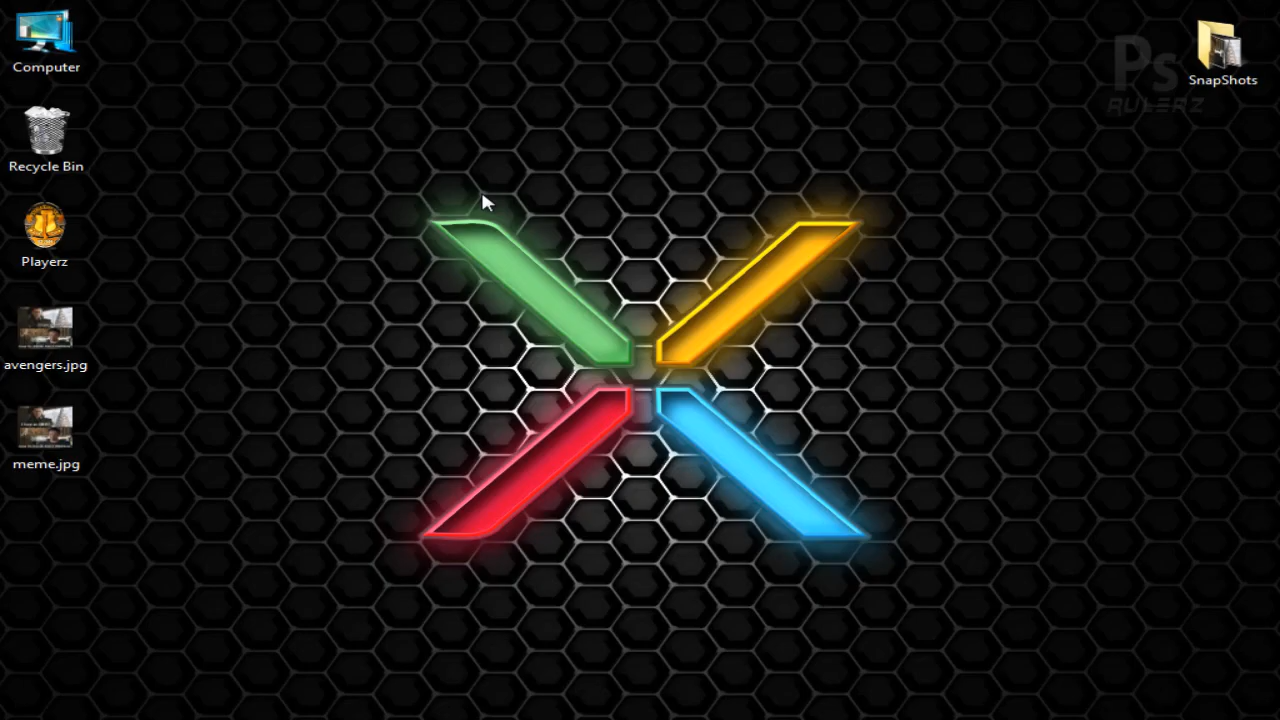 Computer
Recycle Bin
Playerz
avengers.jpg
meme.jpg
Ps
RULERZ
SnapShots